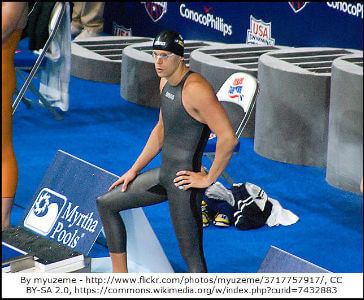 ConocoPhillips
ConocoPhillips
USA
SWIMMING
arena
Myrtha
Pools
By myuzeme - http://www.flickr.com/photos/myuzeme/3717757917/, CC
BY-SA 2.0, https://commons.wikimedia.org/w/index.php?curid=7432883